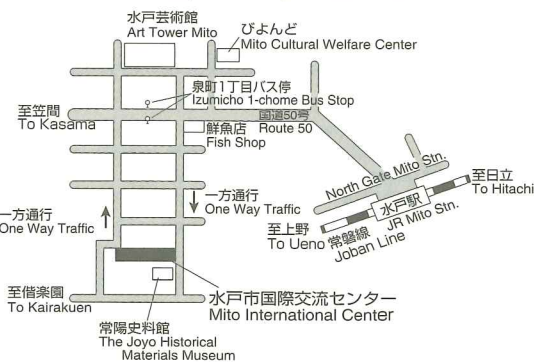 水戸芸術館
Art Tower Mito
びよんど
Mito Cultural Welfare Center
泉町1丁目バス停
Izumicho 1-chome Bus Stop
至笠間
To Kasama
国道50号
Route 50
鮮魚店
Fish Shop
North Gate Mito Stn.
至日立
To Hitachi
水戸駅
JR Mito Stn.
至上野
To Ueno
常磐線
Joban Line
一方通行
One Way Traffic
一方通行
One Way Traffic
至偕楽園
To Kairakuen
水戸市国際交流センター
Mito International Center
常陽史料館
The Joyo Historical
Materials Museum